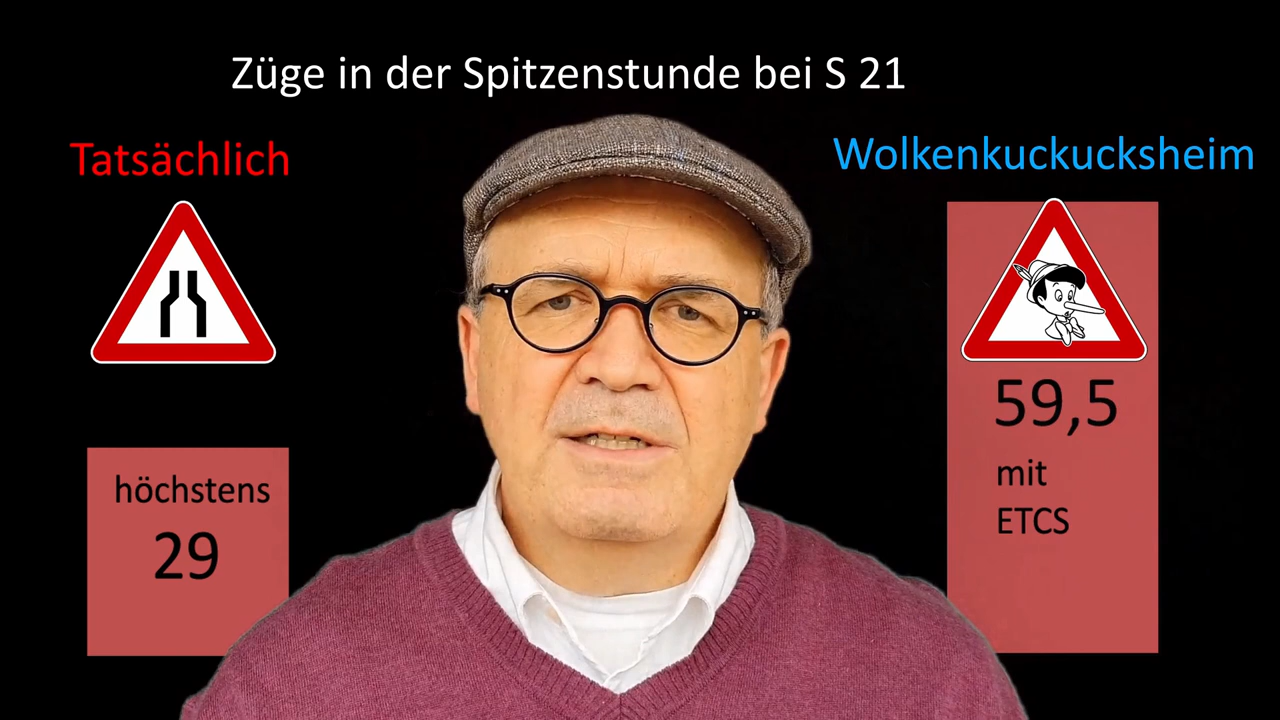 Züge in der Spitzenstunde bei S 21
Tatsächlich
Wolkenkuckucksheim
höchstens
29
59,5
mit
ETCS